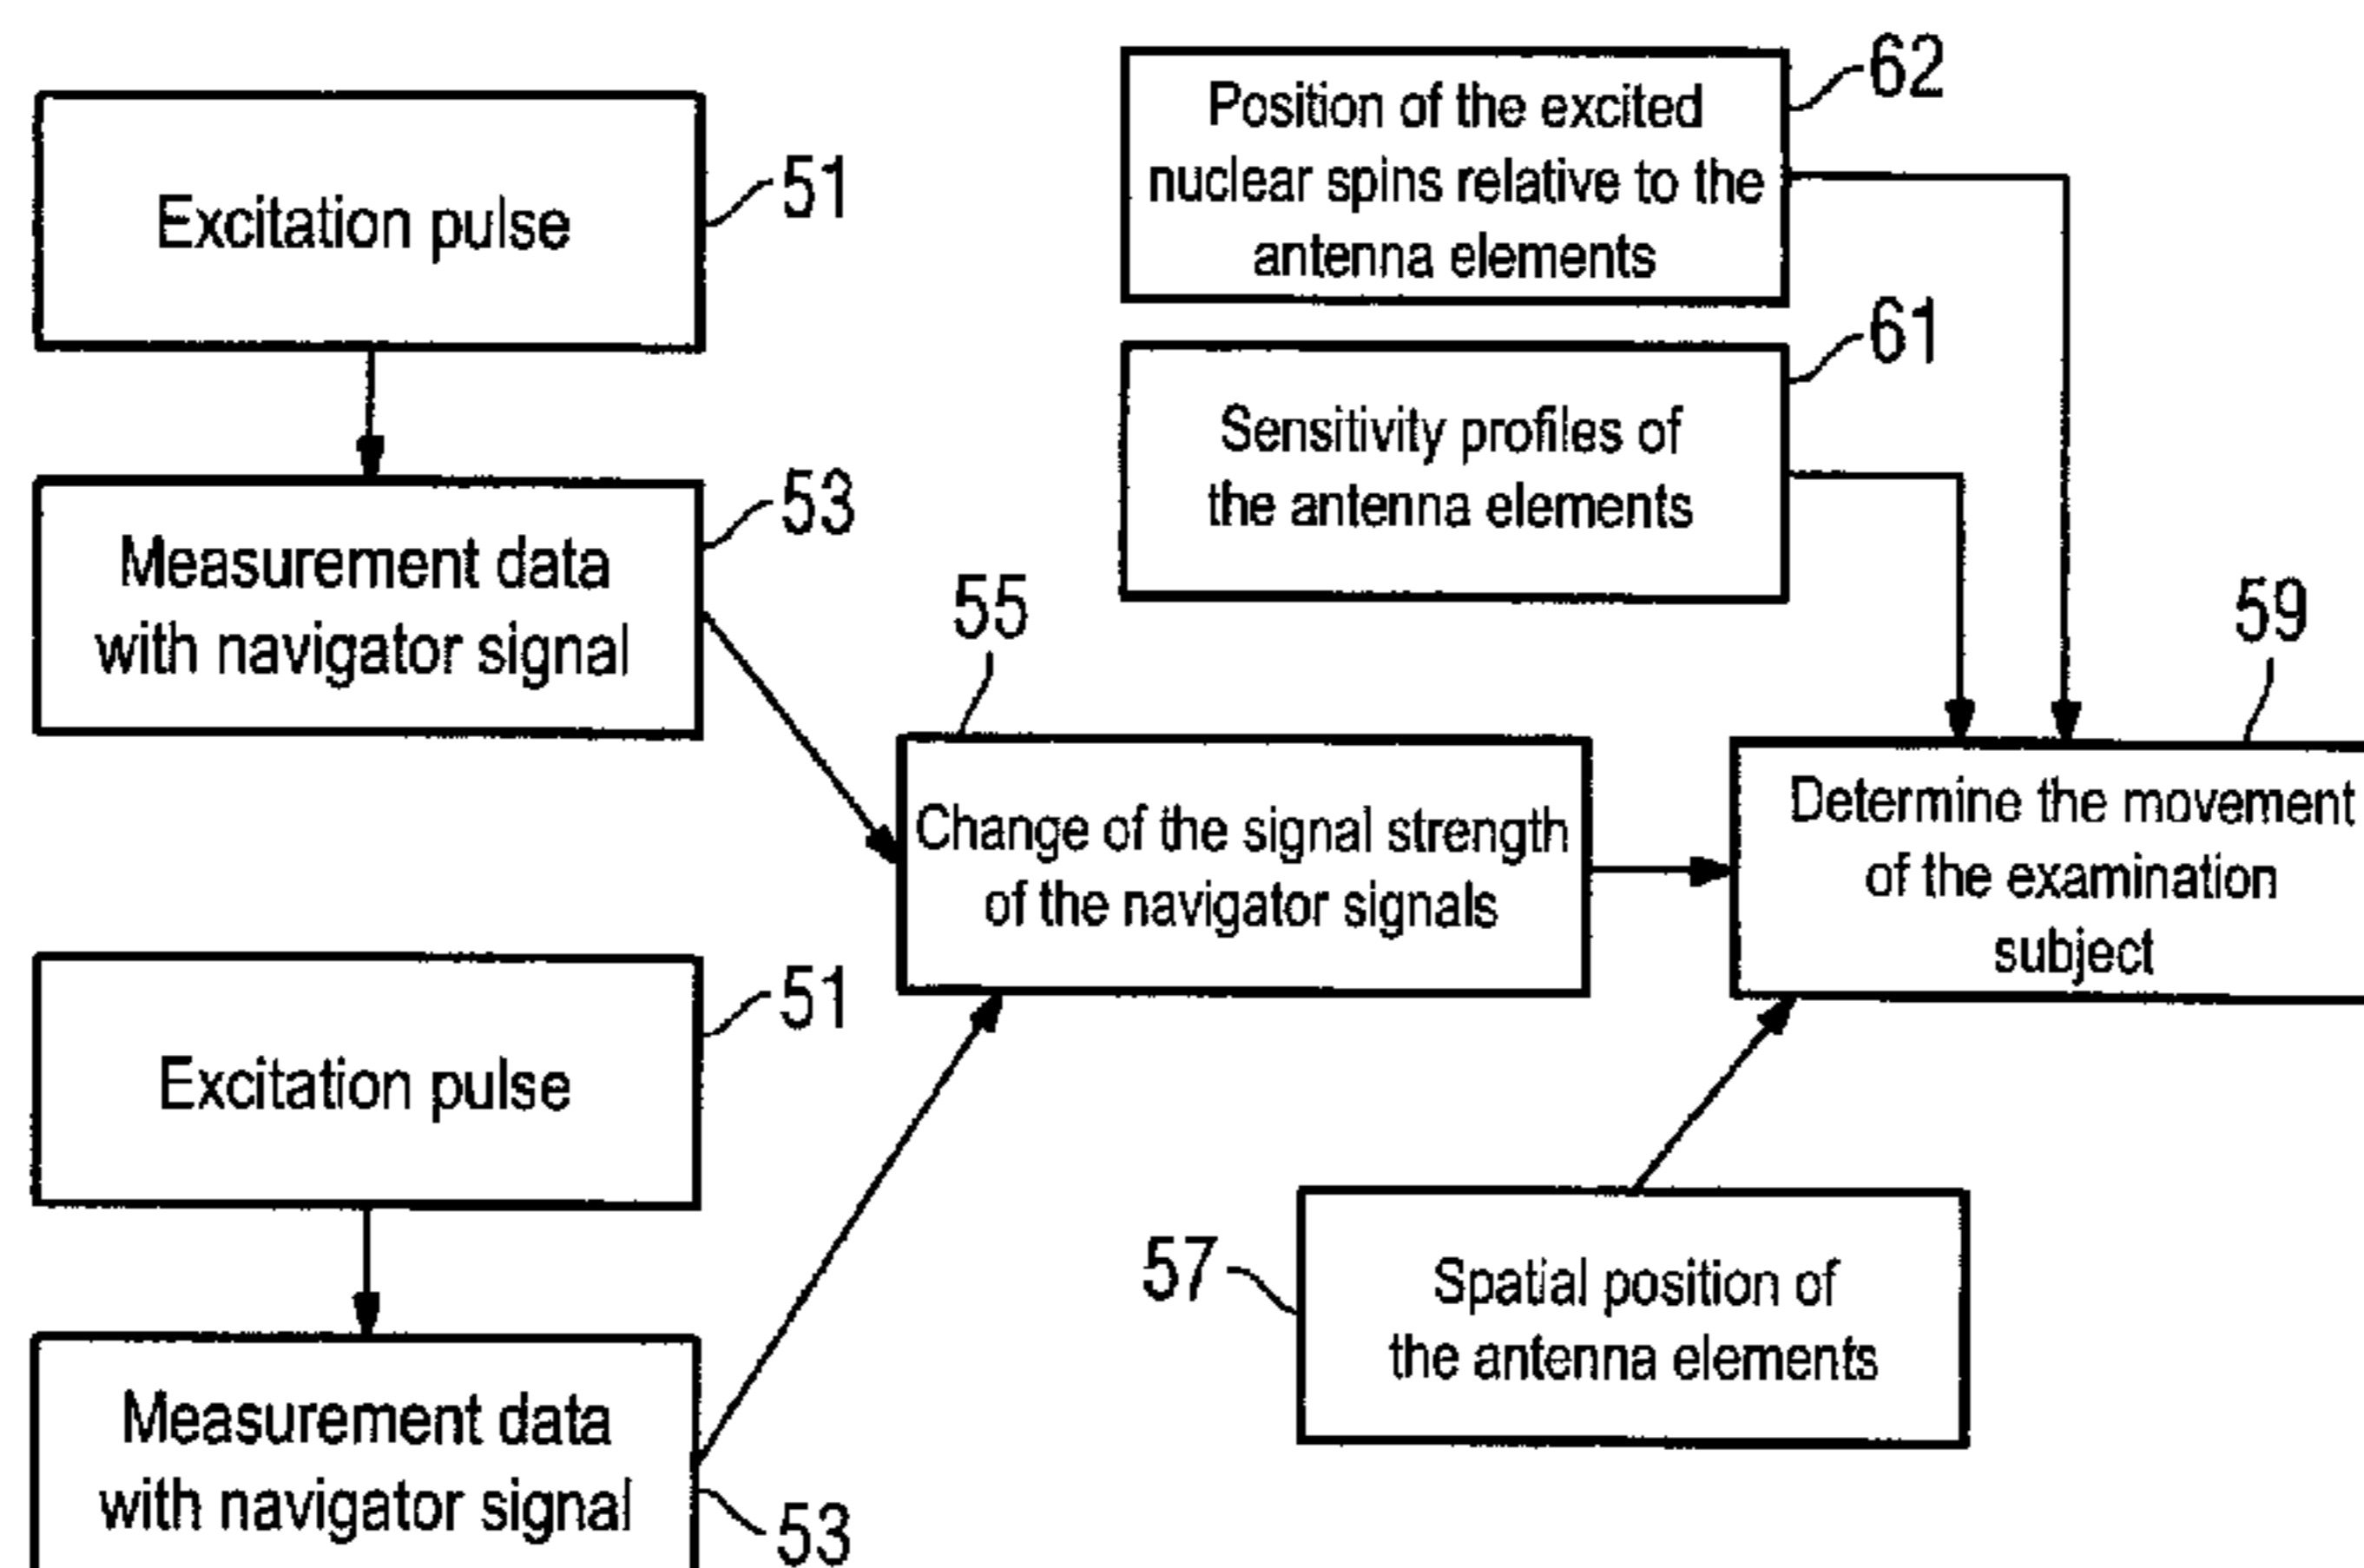 Excitation pulse
51
Measurement data
with navigator signal
53
Excitation pulse
51
Measurement data
with navigator signal
53
55
Change of the signal strength
of the navigator signals
Position of the excited
nuclear spins relative to the
antenna elements
62
Sensitivity profiles of
the antenna elements
61
59
Determine the movement
of the examination
subject
57
Spatial position of
the antenna elements